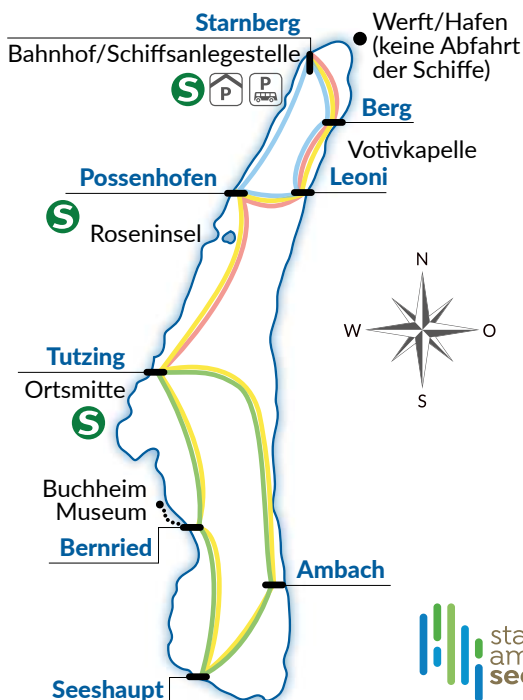 Starnberg
Bahnhof/Schiffsanlegestelle
S P P
Werft/Hafen
(keine Abfahrt
der Schiffe)
Berg
Votivkapelle
Possenhofen
Leoni
S
Roseninsel
N
W O
S
Tutzing
Ortsmitte
S
Buchheim
Museum
Bernried
Ambach
Seeshaupt